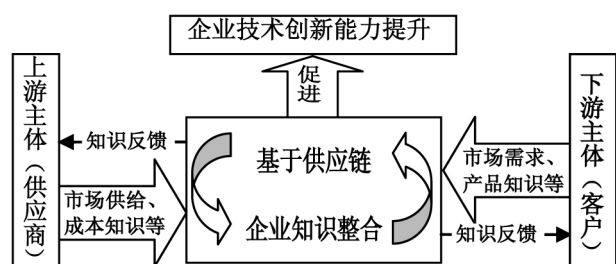 企业技术创新能力提升
促进
上游主体（供应商）
知识反馈
市场供给、
成本知识等
基于供应链
企业知识整合
市场需求、
产品知识等
知识反馈
下游主体（客户）